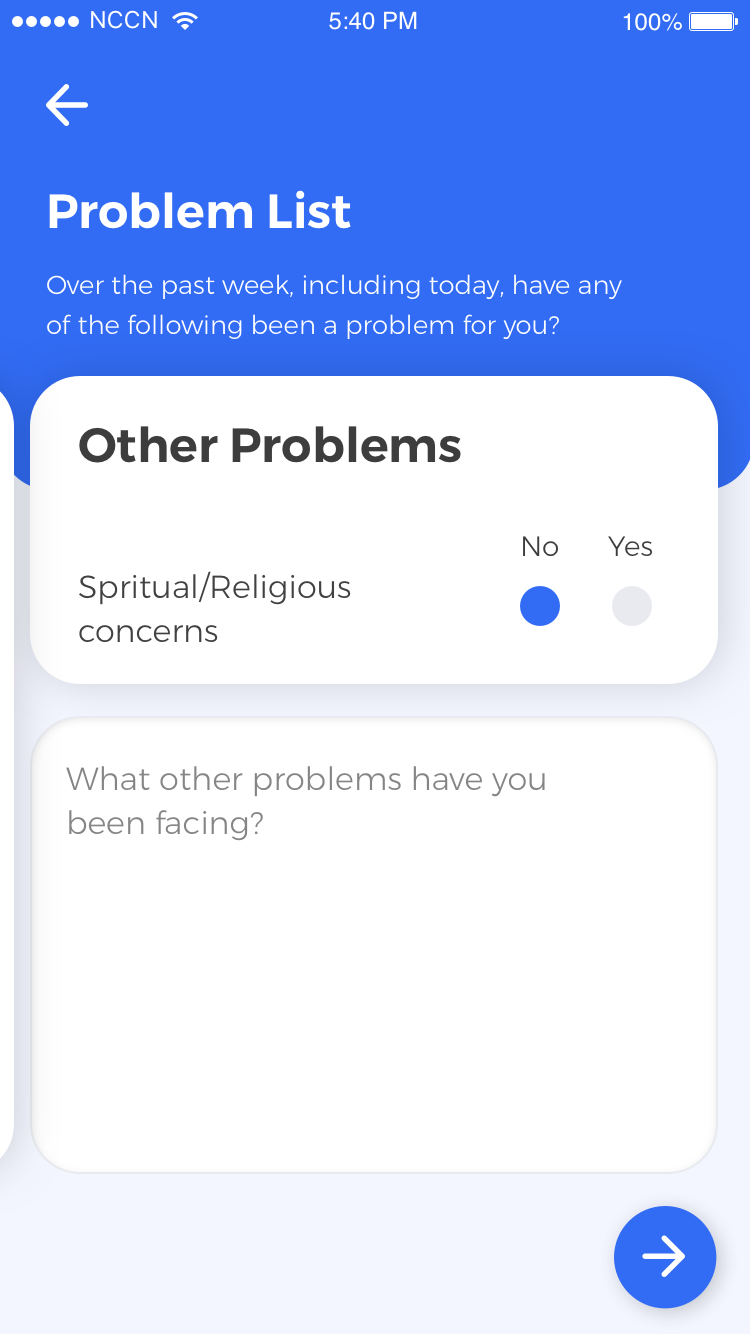 NCCN 5:40 PM 100%
Problem List
Over the past week, including today, have any
of the following been a problem for you?
Other Problems
No Yes
Spritual/Religious
concerns
What other problems have you
been facing?